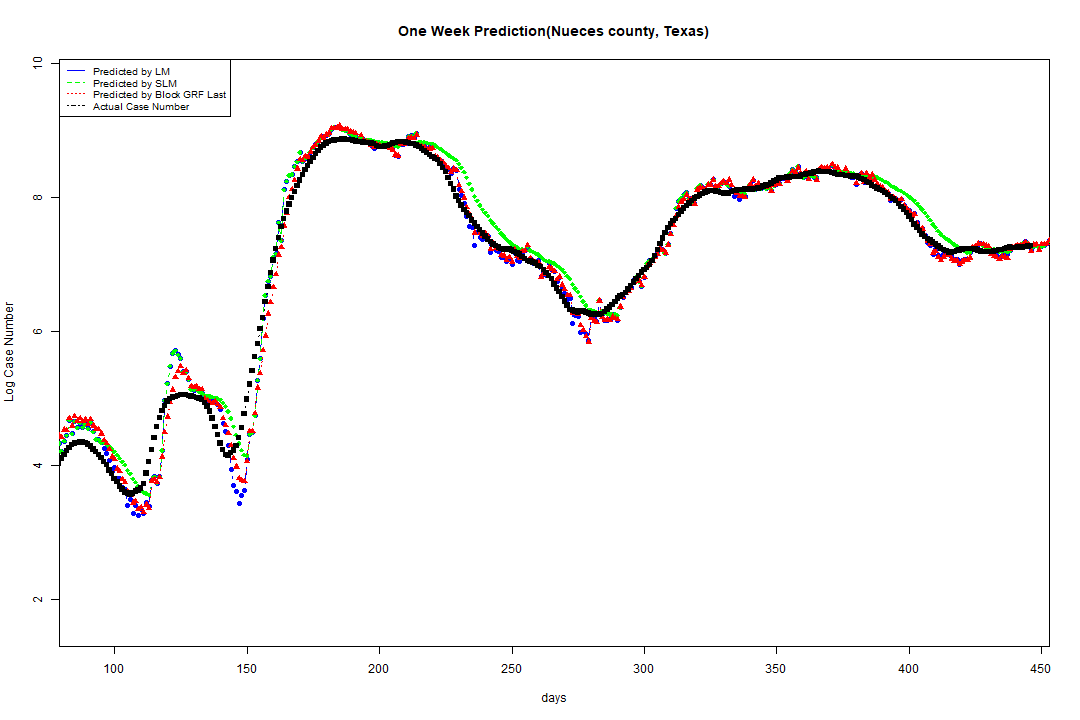 One Week Prediction(Nueces county, Texas)
Predicted by LM
Predicted by SLM
Predicted by Block GRF Last
Actual Case Number
10
8
6
4
2
Log Case Number
100 150 200 250 300 350 400 450
days